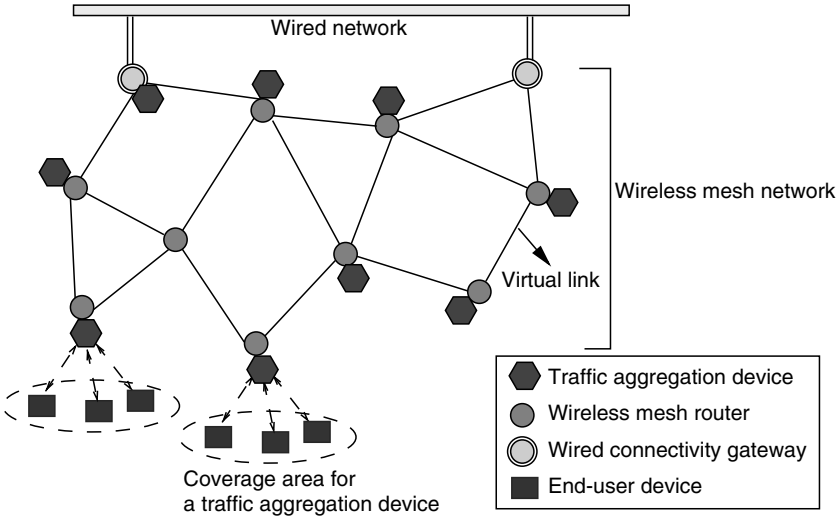 Wired network
Wireless mesh network
Virtual link
Traffic aggregation device
Wireless mesh router
Wired connectivity gateway
End-user device
Coverage area for
a traffic aggregation device